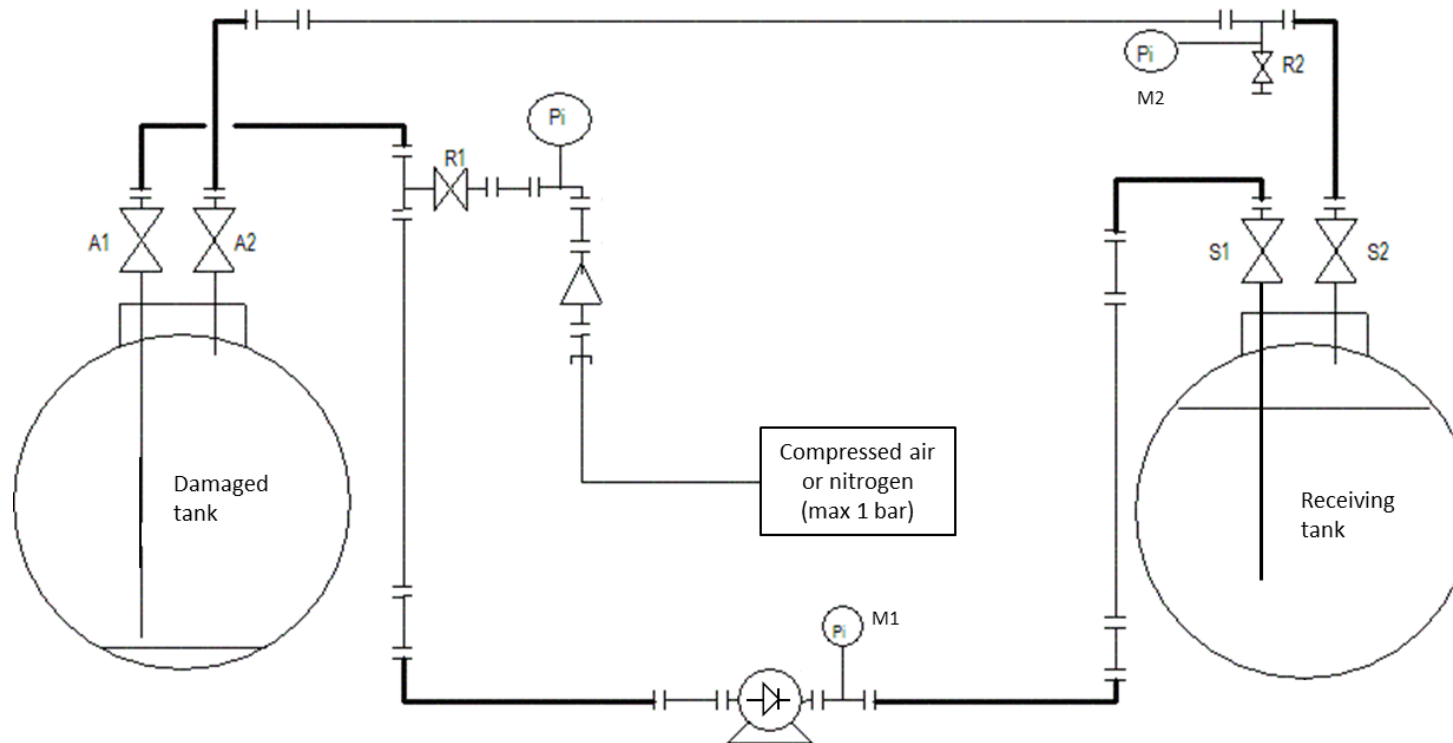 Pi
R2
M2
Pi
R1
A1
A2
S1
S2
Damaged
tank
Compressed air
or nitrogen
(max 1 bar)
Receiving
tank
M1
Pi